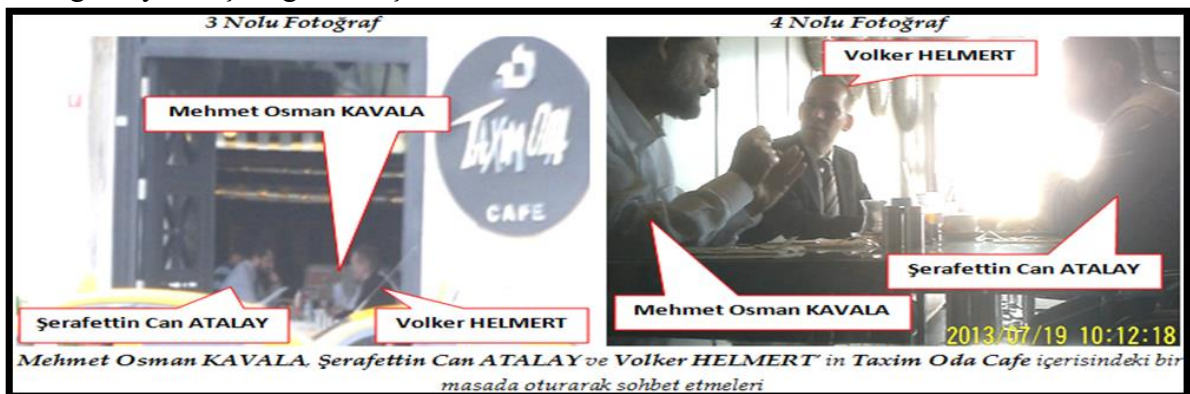 3 Nolu Fotoğraf
4 Nolu Fotoğraf
Volker HELMERT
Mehmet Osman KAVALA
Taxim Oda
CAFE
Şerafettin Can ATALAY
Mehmet Osman KAVALA
Şerafettin Can ATALAY
Volker HELMERT
2013/07/19 10:12:18
Mehmet Osman KAVALA, Şerafettin Can ATALAY ve Volker HELMERT' in Taxim Oda Cafe içerisindeki bir
masada oturarak sohbet etmeleri